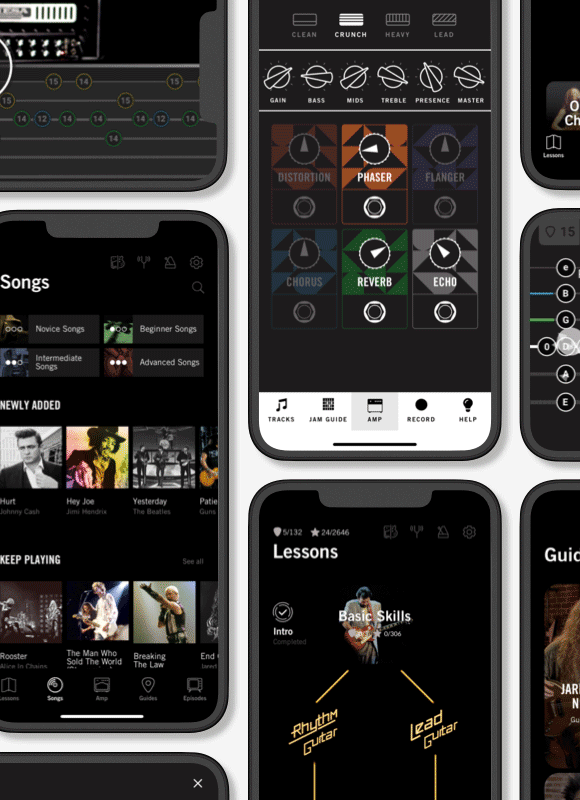 15
14
15
15
15
14
12
14
14
12
14
14
Songs
Novice Songs
Beginner Songs
Intermediate
Songs
Advanced Songs
NEWLY ADDED
Hurt
Johnny Cash
Hey Joe
Jimi Hendrix
Yesterday
The Beatles
Patie
Guns
KEEP PLAYING
See all
Rooster
Alice In Chains
The Man Who
Sold The World
Breaking
The Law
End
Jared
Lessons
Songs
Amp
Guides
Episodes
CLEAN
CRUNCH
HEAVY
LEAD
GAIN
BASS
MIDS
TREBLE
PRESENCE
MASTER
DISTORTION
PHASER
FLANGER
CHORUS
REVERB
ECHO
TRACKS
JAM GUIDE
AMP
RECORD
HELP
5/132
24/2646
Lessons
Intro
Completed
Basic Skills
0/306
Rhythm
Guitar
Lead
Guitar
O
Ch
Lessons
15
e
B
G
0
D
A
E
Guid
JARE
N
Gu